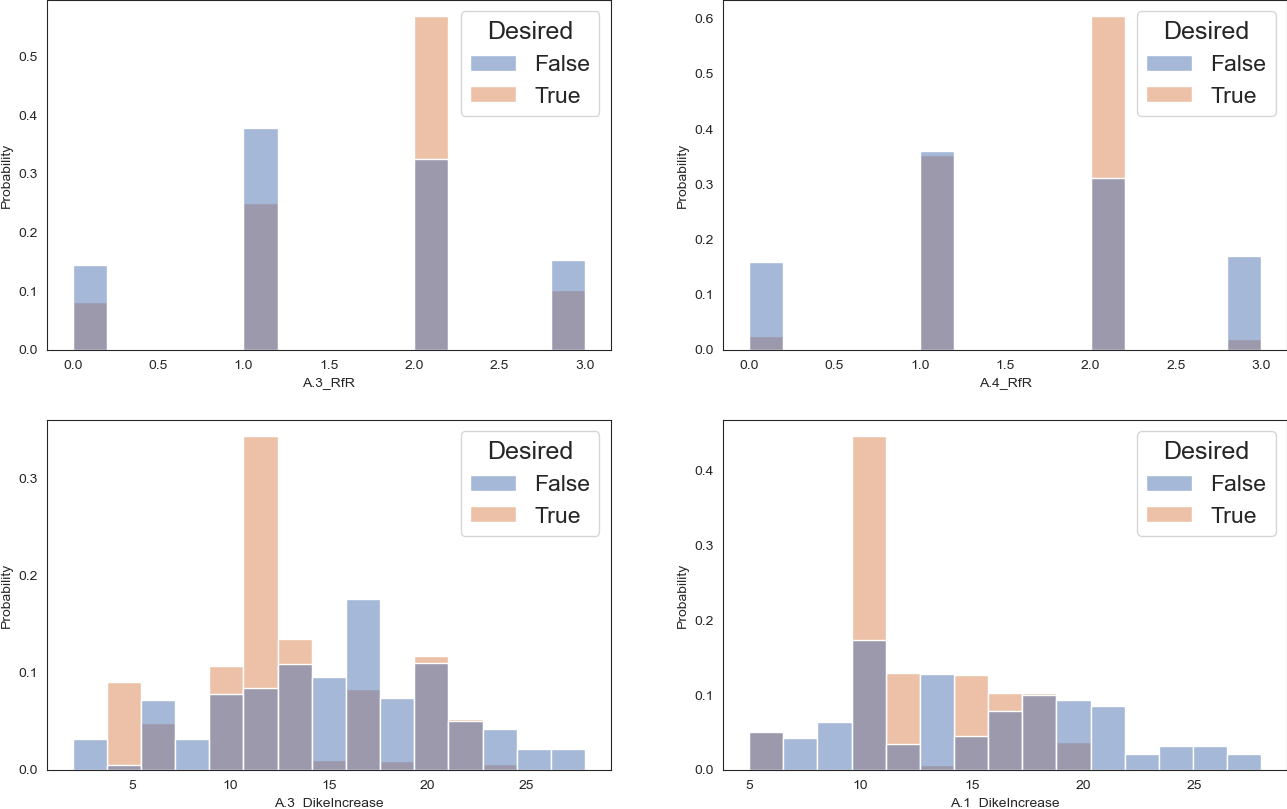 Desired
False
True
0.5
0.4
0.3
0.2
0.1
0.0
Probability
0.0 0.5 1.0 1.5 2.0 2.5 3.0
A.3_RfR
Desired
False
True
0.6
0.5
0.4
0.3
0.2
0.1
0.0
Probability
0.0 0.5 1.0 1.5 2.0 2.5 3.0
A.4_RfR
Desired
False
True
0.3
0.2
0.1
0.0
Probability
5 10 15 20 25
A.3_DikeIncrease
Desired
False
True
0.4
0.3
0.2
0.1
0.0
Probability
5 10 15 20 25
A.1_DikeIncrease